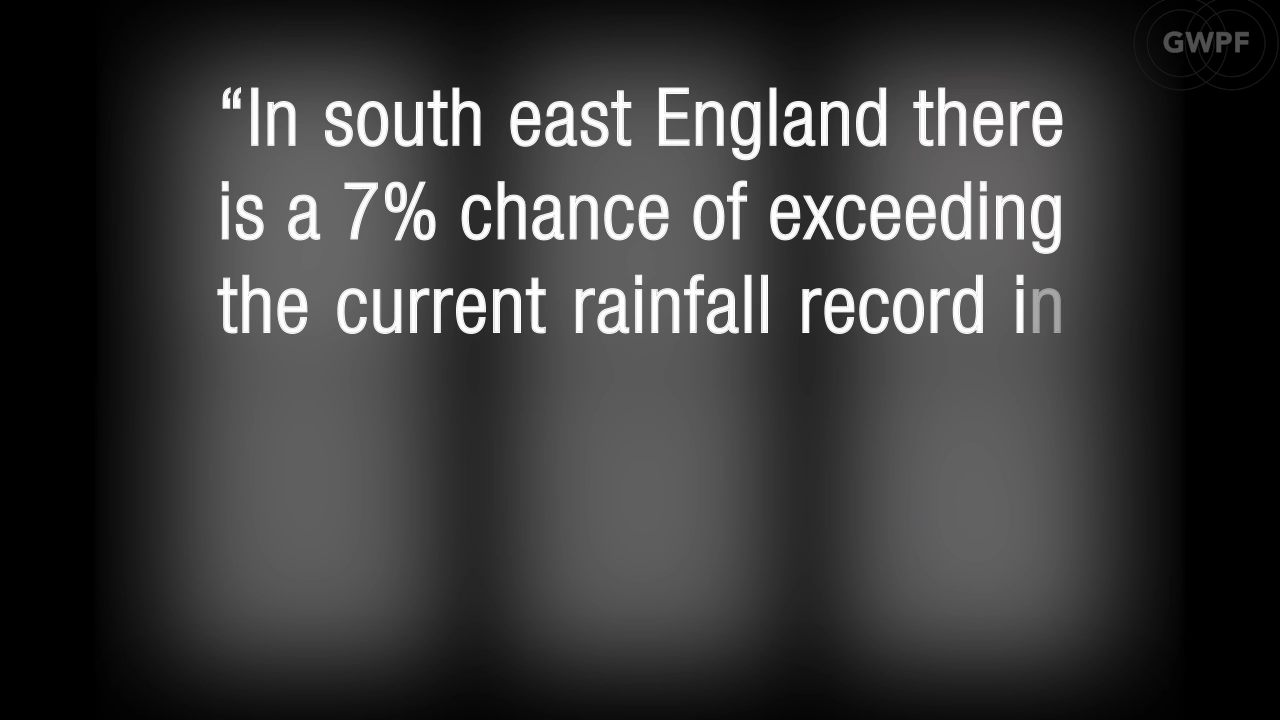 GWPF
“In south east England there
is a 7% chance of exceeding
the current rainfall record in